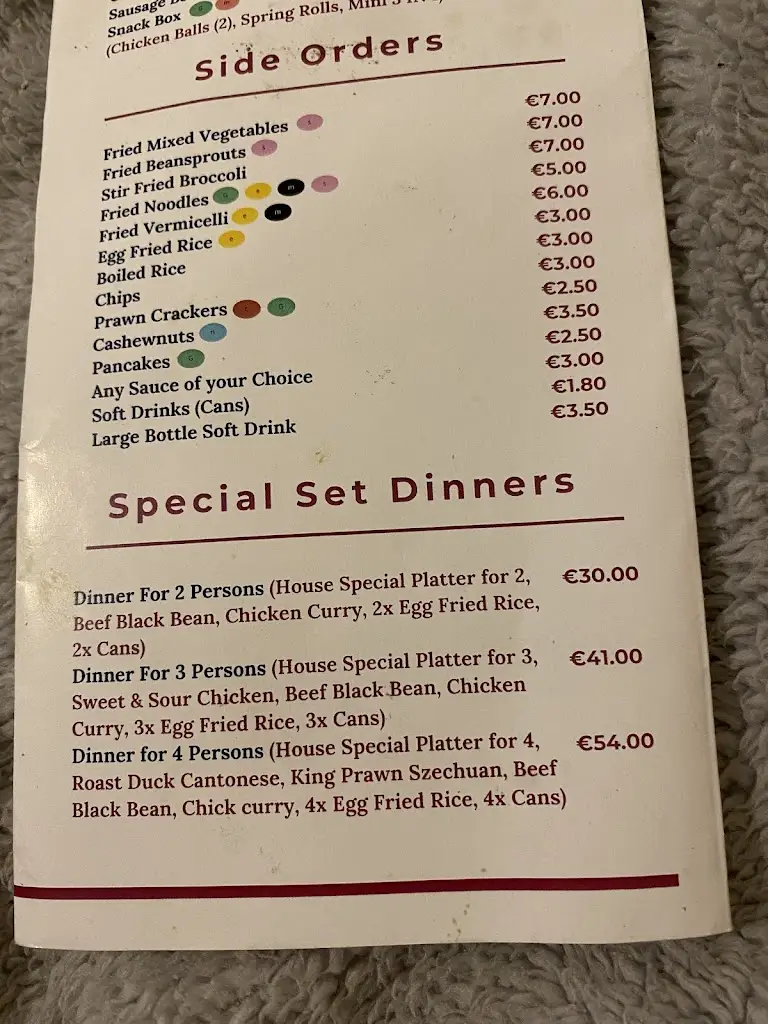 Sausage
Snack Box
(Chicken Balls (2), Spring Rolls, Mini
Side Orders
Fried Mixed Vegetables s €7.00
Fried Beansprouts s €7.00
Stir Fried Broccoli €7.00
Fried Noodles G e m s €5.00
Fried Vermicelli e m €6.00
Egg Fried Rice e €3.00
Boiled Rice €3.00
Chips €3.00
Prawn Crackers c G €2.50
Cashewnuts n €3.50
Pancakes G €2.50
Any Sauce of your Choice €3.00
Soft Drinks (Cans) €1.80
Large Bottle Soft Drink €3.50
Special Set Dinners
Dinner For 2 Persons (House Special Platter for 2, €30.00
Beef Black Bean, Chicken Curry, 2x Egg Fried Rice,
2x Cans)
Dinner For 3 Persons (House Special Platter for 3, €41.00
Sweet & Sour Chicken, Beef Black Bean, Chicken
Curry, 3x Egg Fried Rice, 3x Cans)
Dinner for 4 Persons (House Special Platter for 4, €54.00
Roast Duck Cantonese, King Prawn Szechuan, Beef
Black Bean, Chick curry, 4x Egg Fried Rice, 4x Cans)